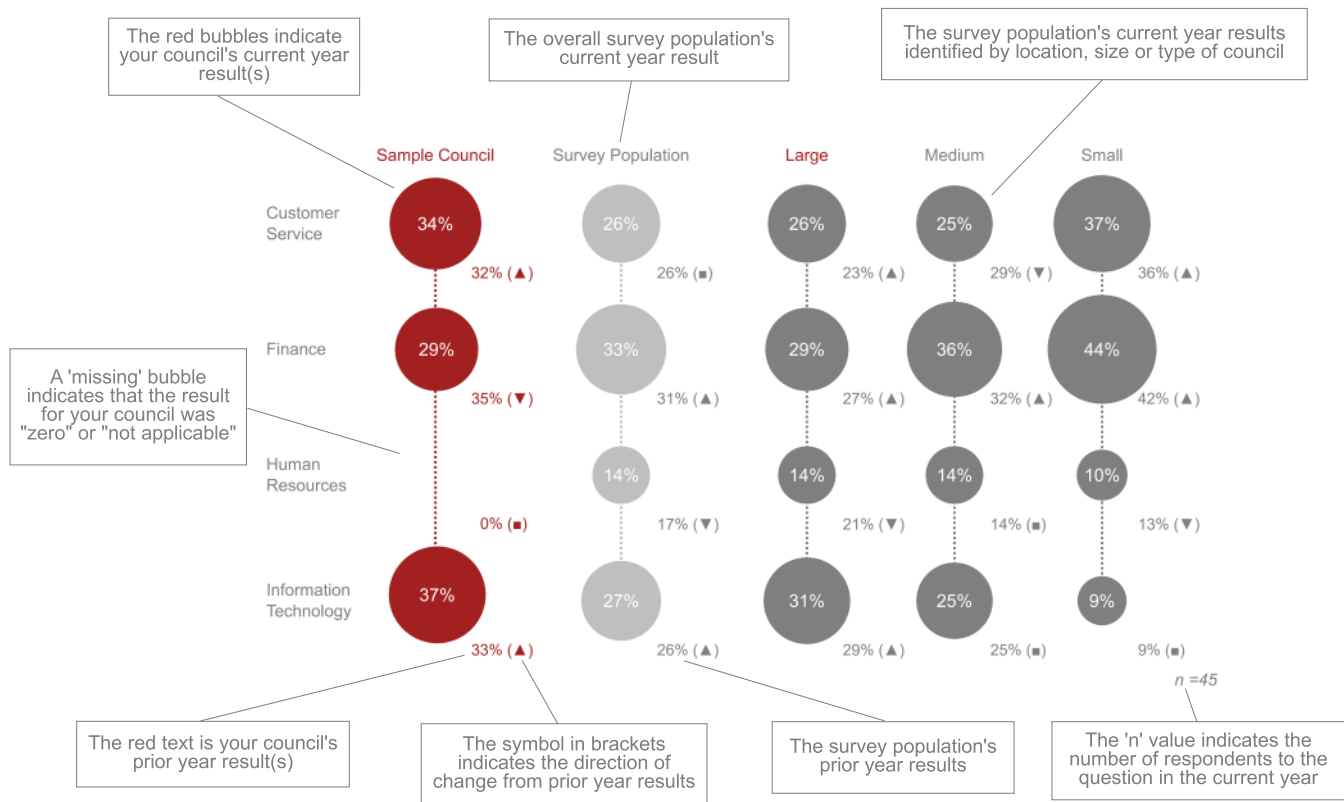 The red bubbles indicate
your council's current year
result(s)
The overall survey population's
current year result
The survey population's current year results
identified by location, size or type of council
Sample Council
Survey Population
Large
Medium
Small
Customer
Service
34%
26%
26%
25%
37%
32% (▲)
26% (■)
23% (▲)
29% (▼)
36% (▲)
Finance
29%
33%
29%
36%
44%
35% (▼)
31% (▲)
27% (▲)
32% (▲)
42% (▲)
A 'missing' bubble
indicates that the result
for your council was
"zero" or "not applicable"
Human
Resources
14%
14%
14%
10%
0% (■)
17% (▼)
21% (▼)
14% (■)
13% (▼)
Information
Technology
37%
27%
31%
25%
9%
33% (▲)
26% (▲)
29% (▲)
25% (■)
9% (■)
n =45
The red text is your council's
prior year result(s)
The symbol in brackets
indicates the direction of
change from prior year results
The survey population's
prior year results
The 'n' value indicates the
number of respondents to the
question in the current year